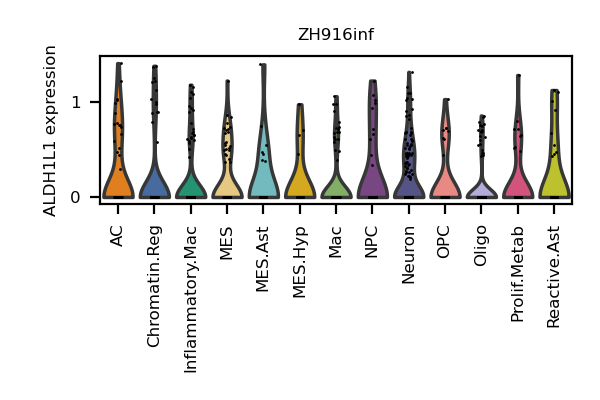 ZH916inf
ALDH1L1 expression
1
0
AC
Chromatin.Reg
Inflammatory.Mac
MES
MES.Ast
MES.Hyp
Mac
NPC
Neuron
OPC
Oligo
Prolif.Metab
Reactive.Ast